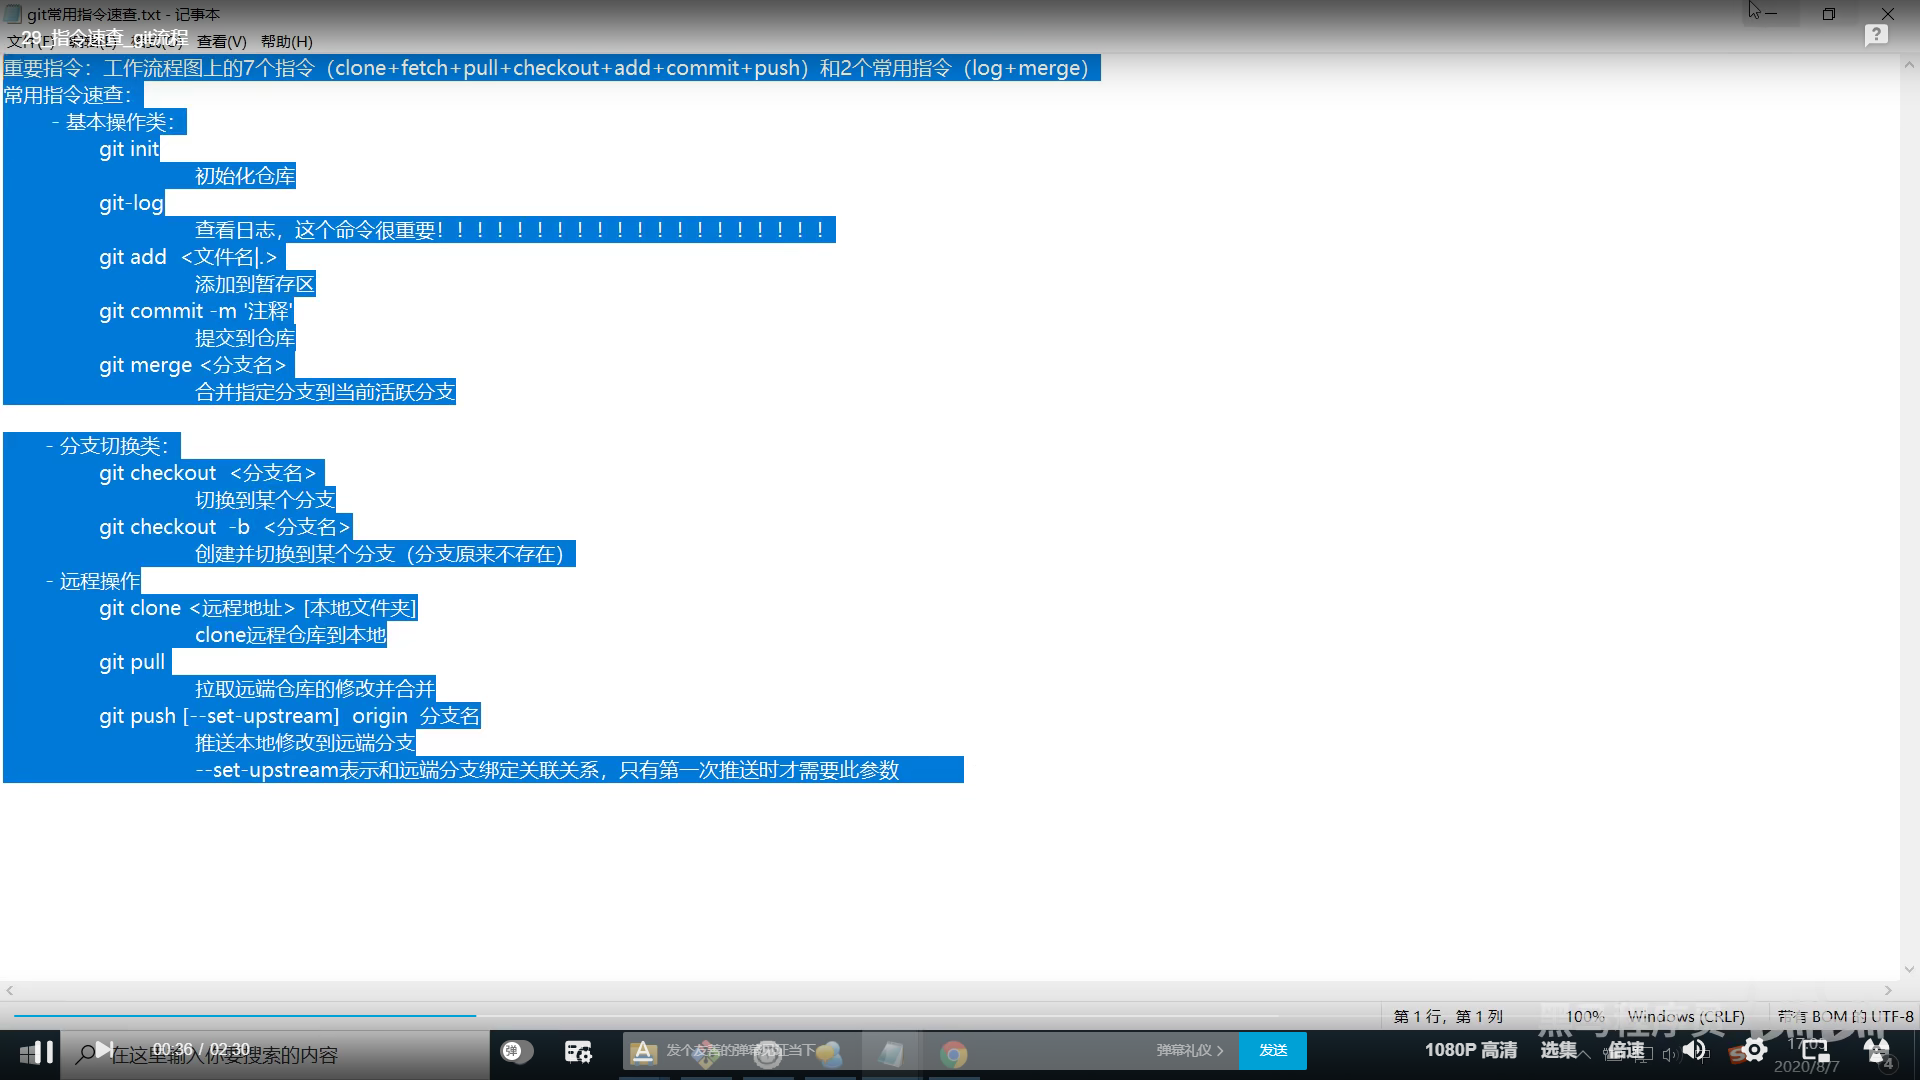 git常用指令速查.txt - 记事本
29_指令速查_git流程
查看(V) 帮助(H)
重要指令：工作流程图上的7个指令（clone+fetch+pull+checkout+add+commit+push）和2个常用指令（log+merge）
常用指令速查：
- 基本操作类：
git init
初始化仓库
git-log
查看日志，这个命令很重要！！！！！！！！！！！！！！！！！！！！
git add <文件名|.>
添加到暂存区
git commit -m '注释'
提交到仓库
git merge <分支名>
合并指定分支到当前活跃分支
- 分支切换类：
git checkout <分支名>
切换到某个分支
git checkout -b <分支名>
创建并切换到某个分支（分支原来不存在）
- 远程操作
git clone <远程地址> [本地文件夹]
clone远程仓库到本地
git pull
拉取远端仓库的修改并合并
git push [--set-upstream] origin 分支名
推送本地修改到远端分支
--set-upstream表示和远端分支绑定关联关系，只有第一次推送时才需要此参数
第 1 行，第 1 列 100% Windows (CRLF) 带有 BOM 的 UTF-8
黑马程序员
00:36 / 02:30 在这里输入你要搜索的内容 弹 发个友善的弹幕见证当下 弹幕礼仪 > 发送 1080P 高清 选集 倍速
2020/8/7 4